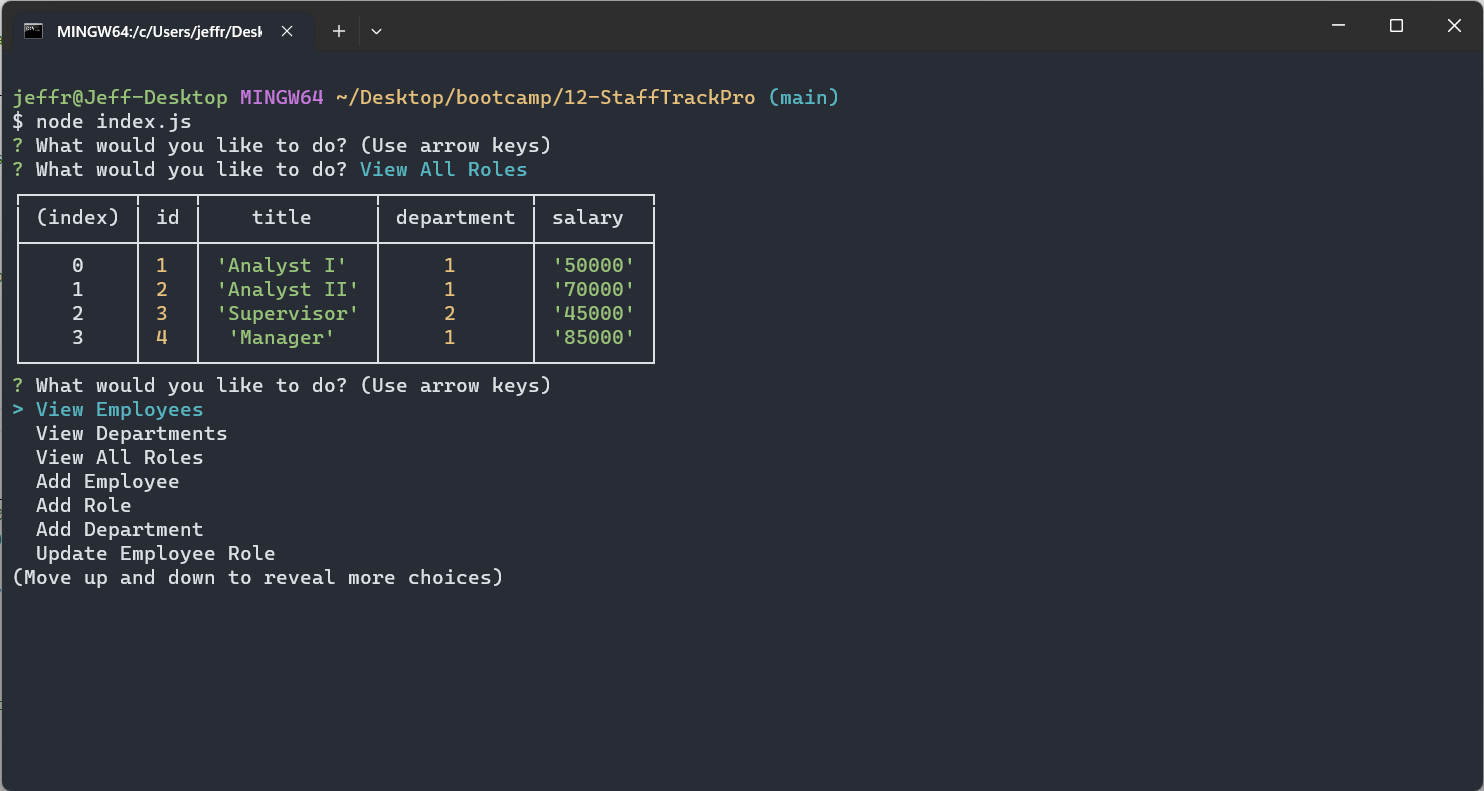 MINGW64:/c/Users/jeffr/Desk
jeffr@Jeff-Desktop MINGW64 ~/Desktop/bootcamp/12-StaffTrackPro (main)
$ node index.js
? What would you like to do? (Use arrow keys)
? What would you like to do? View All Roles
(index) id title department salary
0 1 'Analyst I' 1 '50000'
1 2 'Analyst II' 1 '70000'
2 3 'Supervisor' 2 '45000'
3 4 'Manager' 1 '85000'
? What would you like to do? (Use arrow keys)
> View Employees
View Departments
View All Roles
Add Employee
Add Role
Add Department
Update Employee Role
(Move up and down to reveal more choices)